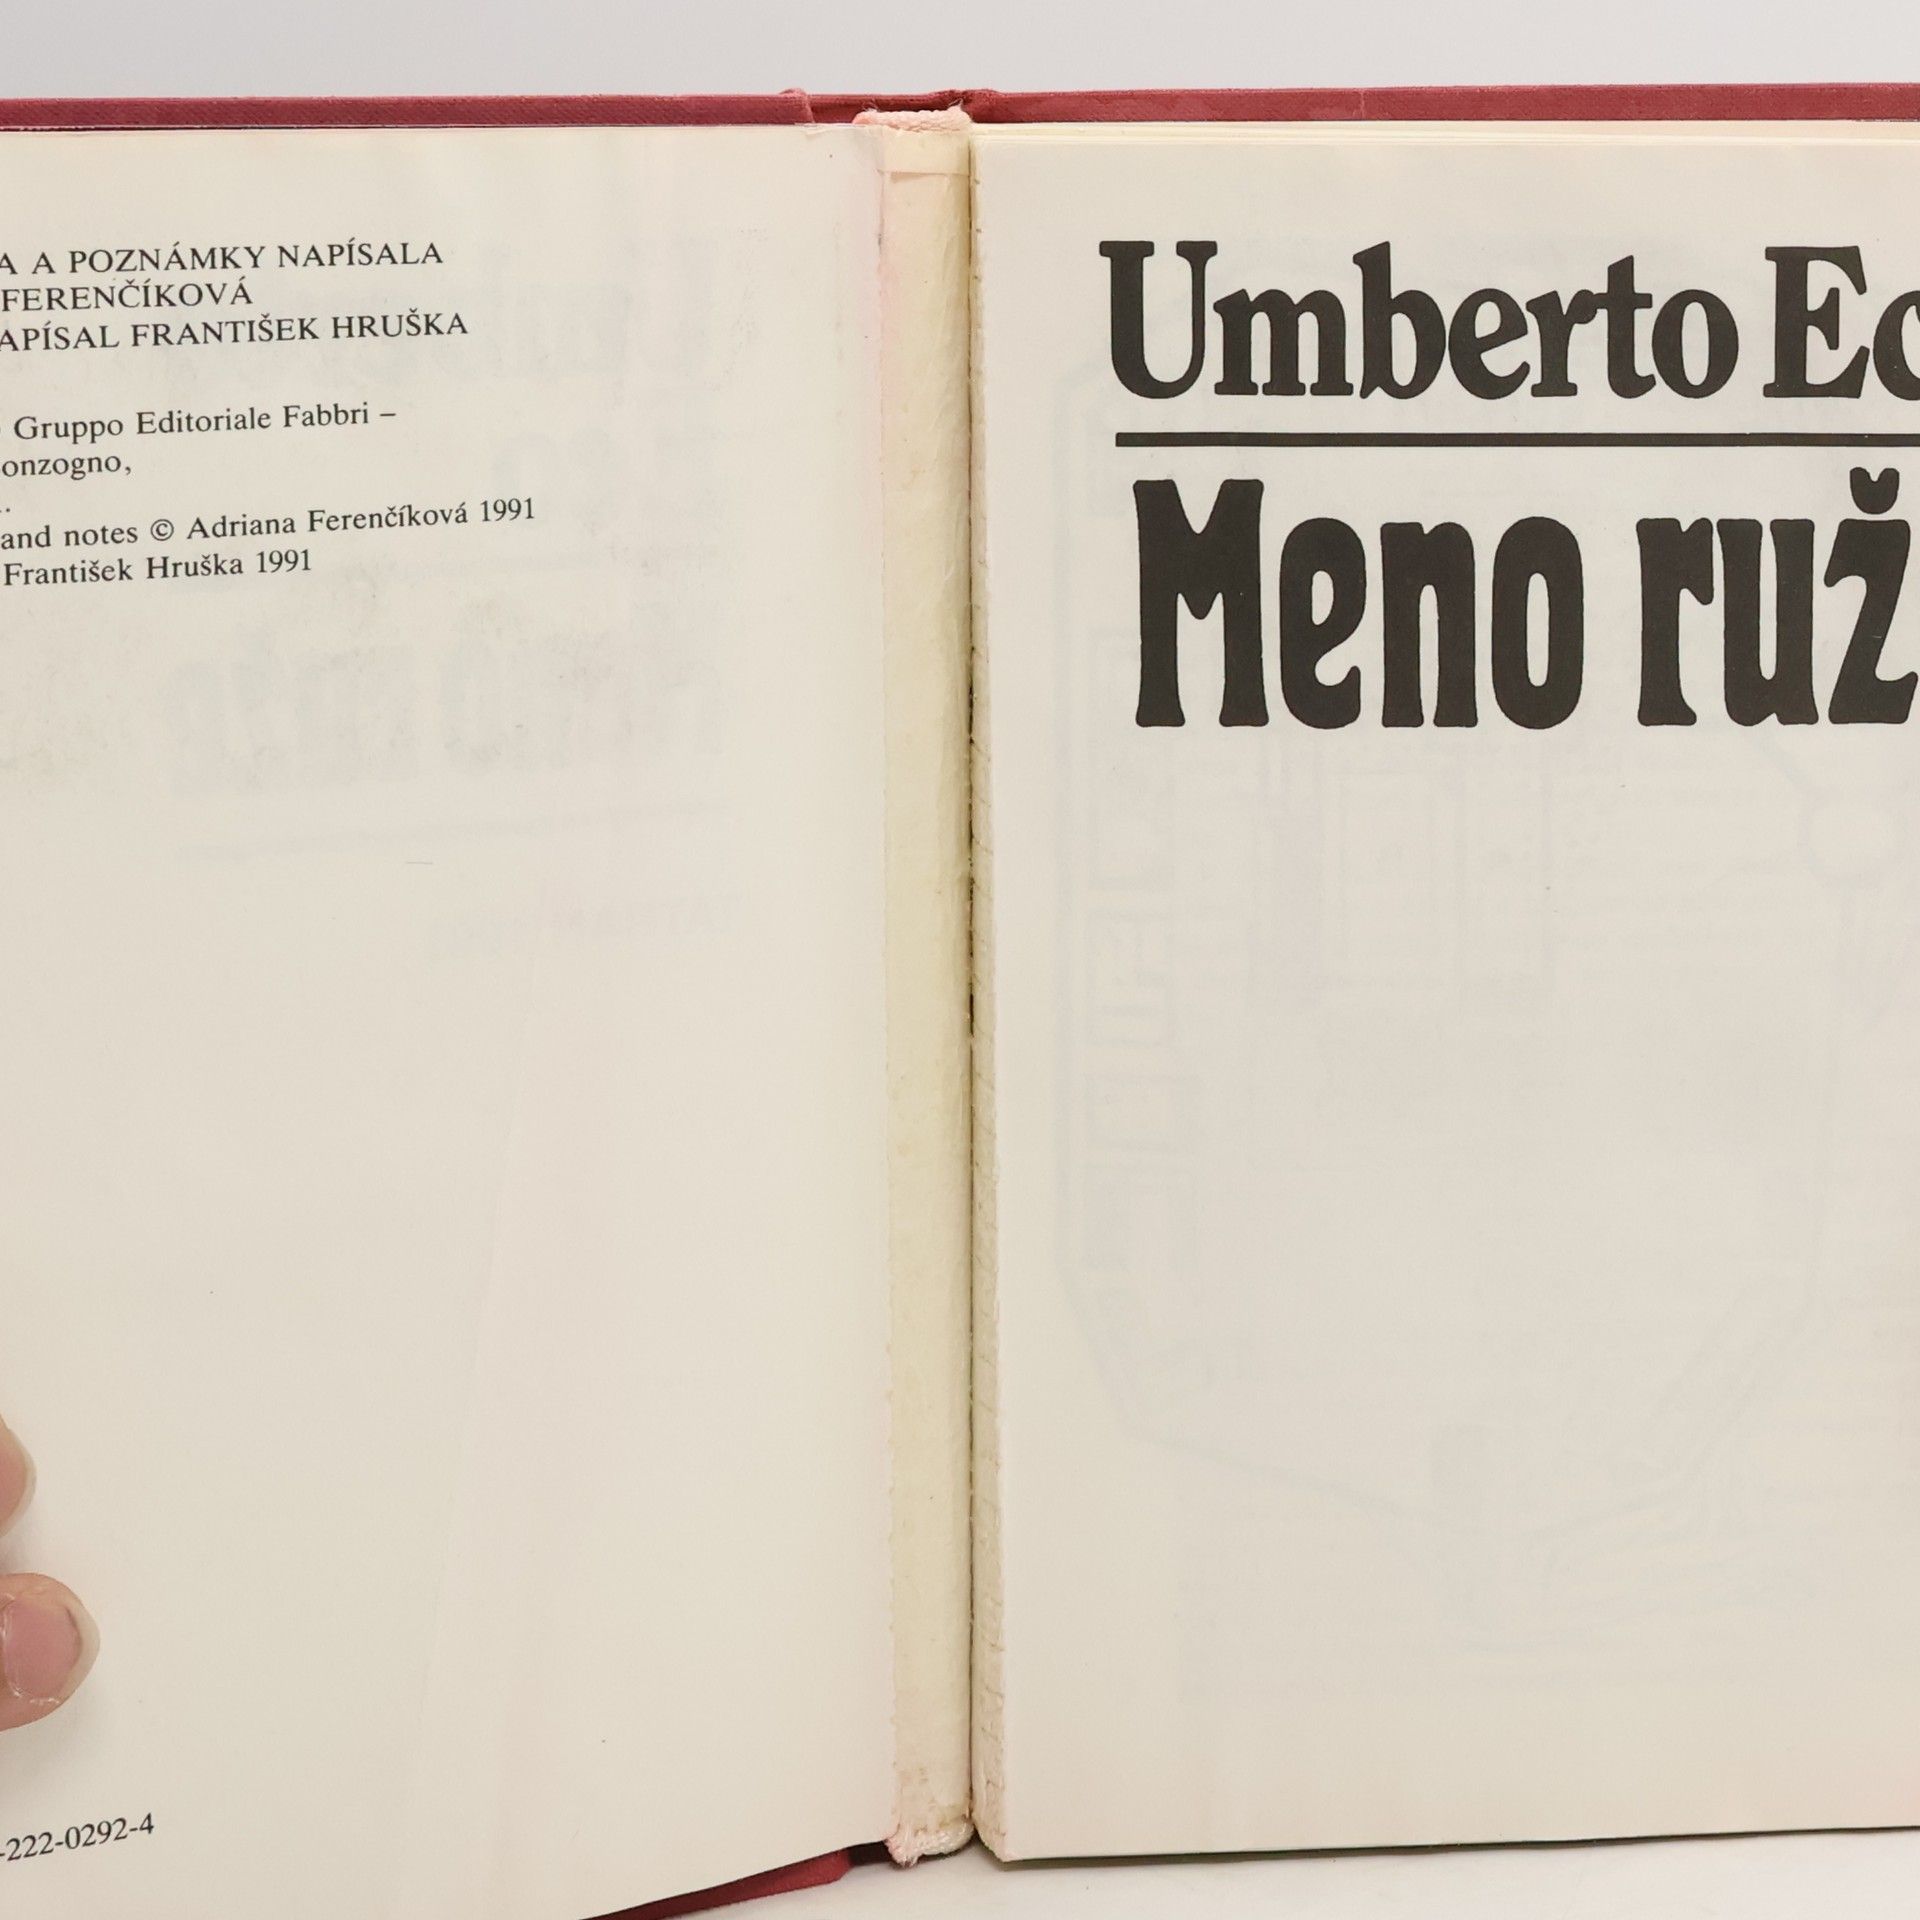 A A POZNÁMKY NAPÍSALA
FERENČÍKOVÁ
APÍSAL FRANTIŠEK HRUŠKA
Gruppo Editoriale Fabbri –
onzogno,
and notes © Adriana Ferenčíková 1991
František Hruška 1991
-222-0292-4
Umberto Ec
Meno ruž